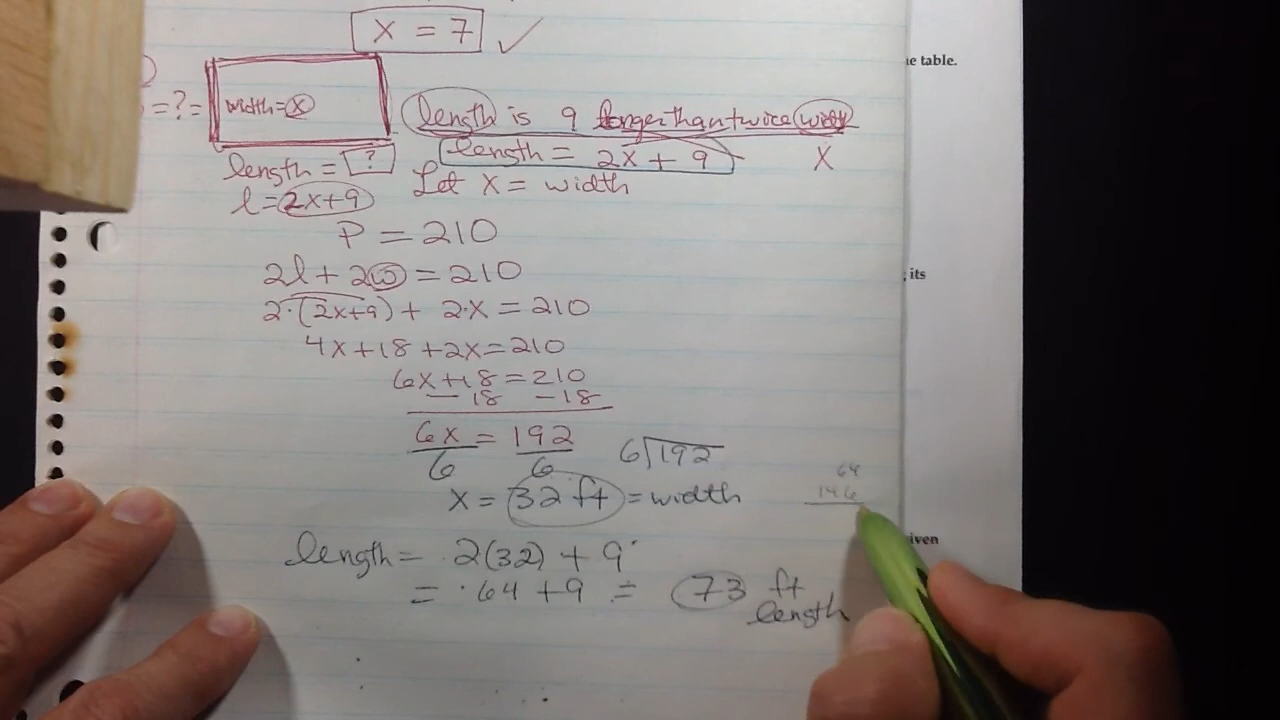 X = 7 ✓
= ? =
width = x
length is 9 longer than twice width
length = 2x + 9
X
length = ?
Let X = width
l = 2x+9
P = 210
2l + 2w = 210
2·(2x+9) + 2·X = 210
4x+18+2x=210
6x+18=210
- 18 -18
6x = 192
6 6
6)192
x = 32 ft = width
64
146
length = 2(32) + 9
= 64 + 9 = 73 ft
length
e table.
; its
iven